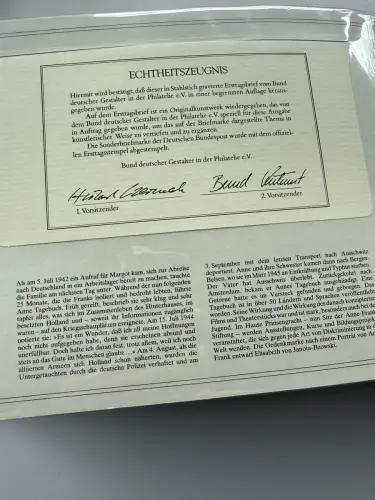 ECHTHEITSZEUGNIS
Hiermit wird bestätigt, daß dieser in Stahlstich gravierte Ersttagsbrief vom Bund
deutscher Gestalter in der Philatelie e.V. in einer begrenzten Auflage heraus-
gegeben wurde.
Auf dem Ersttagsbrief ist ein Originalkunstwerk wiedergegeben, das von
dem Bund deutscher Gestalter in der Philatelie e.V. speziell für diese Ausgabe
in Auftrag gegeben wurde, um das auf der Briefmarke dargestellte Thema in
künstlerischer Weise zu vertiefen und zu ergänzen.
Die Sonderbriefmarke der Deutschen Bundespost wurde mit dem offiziel-
len Ersttagsstempel abgestempelt.
Bund deutscher Gestalter in der Philatelie e.V.
1. Vorsitzender
2. Vorsitzender
Als am 5. Juli 1942 ein Aufruf für Margot kam, sich zur Abreise
nach Deutschland in ein Arbeitslager bereit zu machen, tauchte
die Familie am nächsten Tag unter. Während der nun folgenden
25 Monate, die die Franks isoliert und bedroht lebten, führte
Anne Tagebuch. Früh gereift, beschrieb sie sehr klug und sehr
tapfer alles, was sich im Zusammenleben des Hinterhauses, im
besetzten Holland und – soweit ihr Informationen zugänglich
waren – auf den Kriegsschauplätzen ereignete. Am 15. Juli 1944
notierte sie: »Es ist ein Wunder, daß ich all meine Hoffnungen
noch nicht aufgegeben habe, denn sie erscheinen absurd und
unerfüllbar. Doch halte ich daran fest, trotz allem, weil ich noch
stets an das Gute im Menschen glaube ...« Am 4. August, als die
alliierten Armeen sich Holland schon näherten, wurden die
Untergetauchten durch die deutsche Polizei verhaftet und am
3. September mit dem letzten Transport nach Auschwitz
deportiert. Anne und ihre Schwester kamen dann nach Bergen-
Belsen, wo sie im März 1945 an Entkräftung und Typhus starben.
Der Vater hat Auschwitz überlebt. Zurückgekehrt nach
Amsterdam, bekam er Annes Tagebuch ausgehändigt. Eine
Getreue hatte es im Versteck gefunden und geborgen. Das
Tagebuch ist in über 50 Ländern und Sprachen veröffentlicht
worden. Seine Wirkung und die Wirkung des danach konzipierten
Films und Theaterstücks war und ist stark, besonders auch bei der
Jugend. Im Hause Prinsengracht – nun Sitz der Anne-Frank-
Stiftung – werden Ausstellungen, Kurse und Bildungsprojekte
veranstaltet, die sich gegen jede Art von Diskriminierung in der
Welt wenden. Die Gedenkmarke nach einem Porträt von Anne
Frank entwarf Elisabeth von Janota-Bzowski.